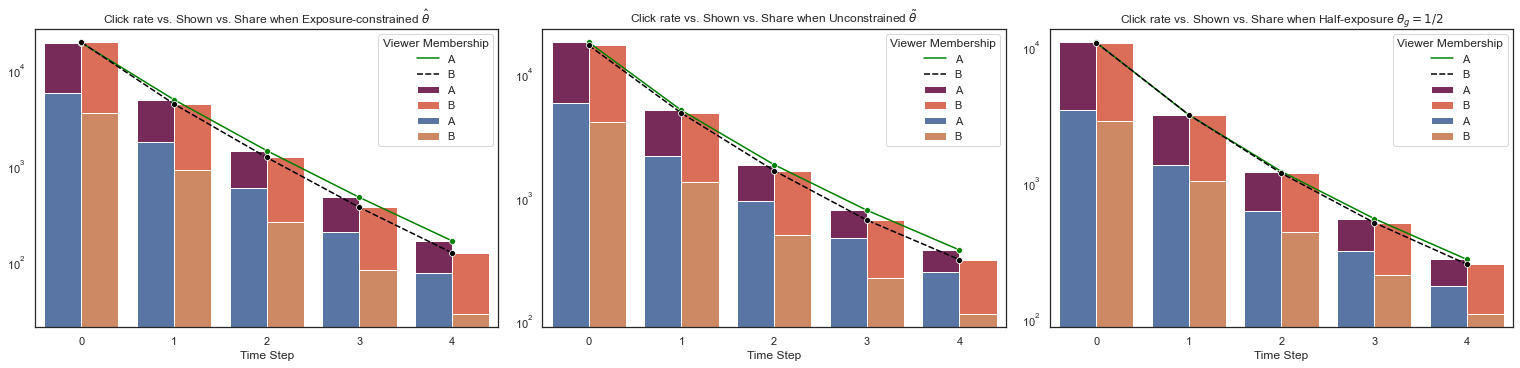 Click rate vs. Shown vs. Share when Exposure-constrained θ̂
10⁴
10³
10²
Viewer Membership
A
B
A
B
A
B
0 1 2 3 4
Time Step
Click rate vs. Shown vs. Share when Unconstrained θ̃
10⁴
10³
10²
Viewer Membership
A
B
A
B
A
B
0 1 2 3 4
Time Step
Click rate vs. Shown vs. Share when Half-exposure θg = 1/2
10⁴
10³
10²
Viewer Membership
A
B
A
B
A
B
0 1 2 3 4
Time Step